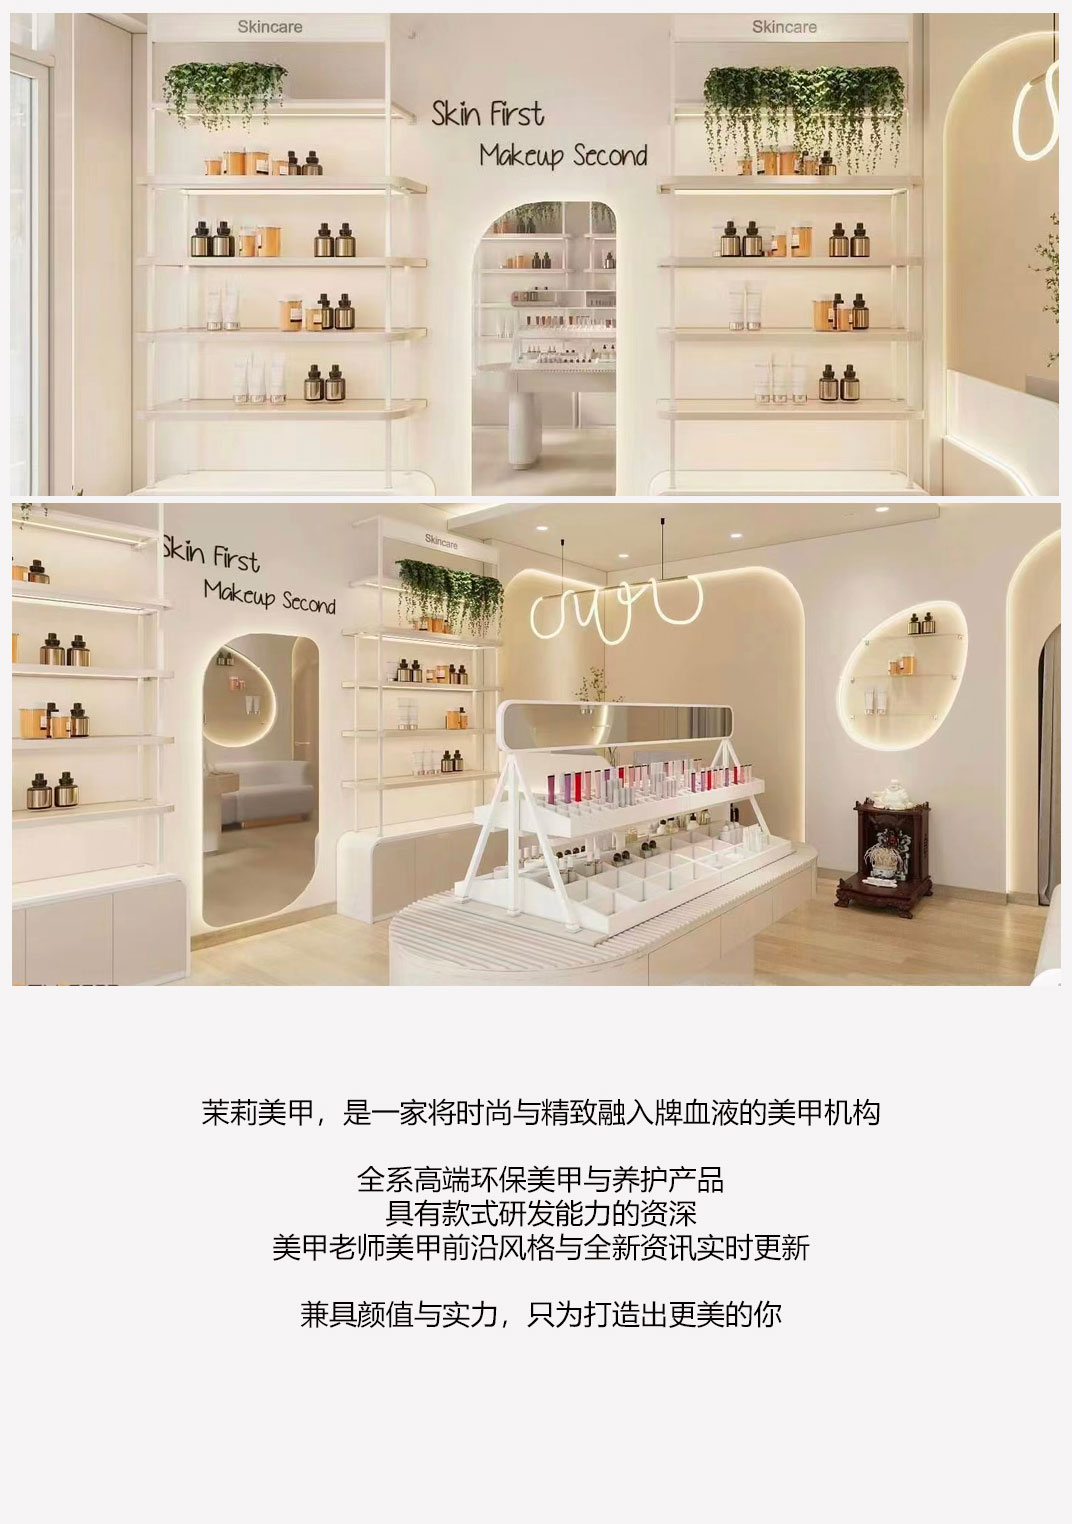 Skincare
Skincare
Skin First
Makeup Second
Skin First
Makeup Second
Skincare
茉莉美甲，是一家将时尚与精致融入牌血液的美甲机构
全系高端环保美甲与养护产品
具有款式研发能力的资深
美甲老师美甲前沿风格与全新资讯实时更新
兼具颜值与实力，只为打造出更美的你